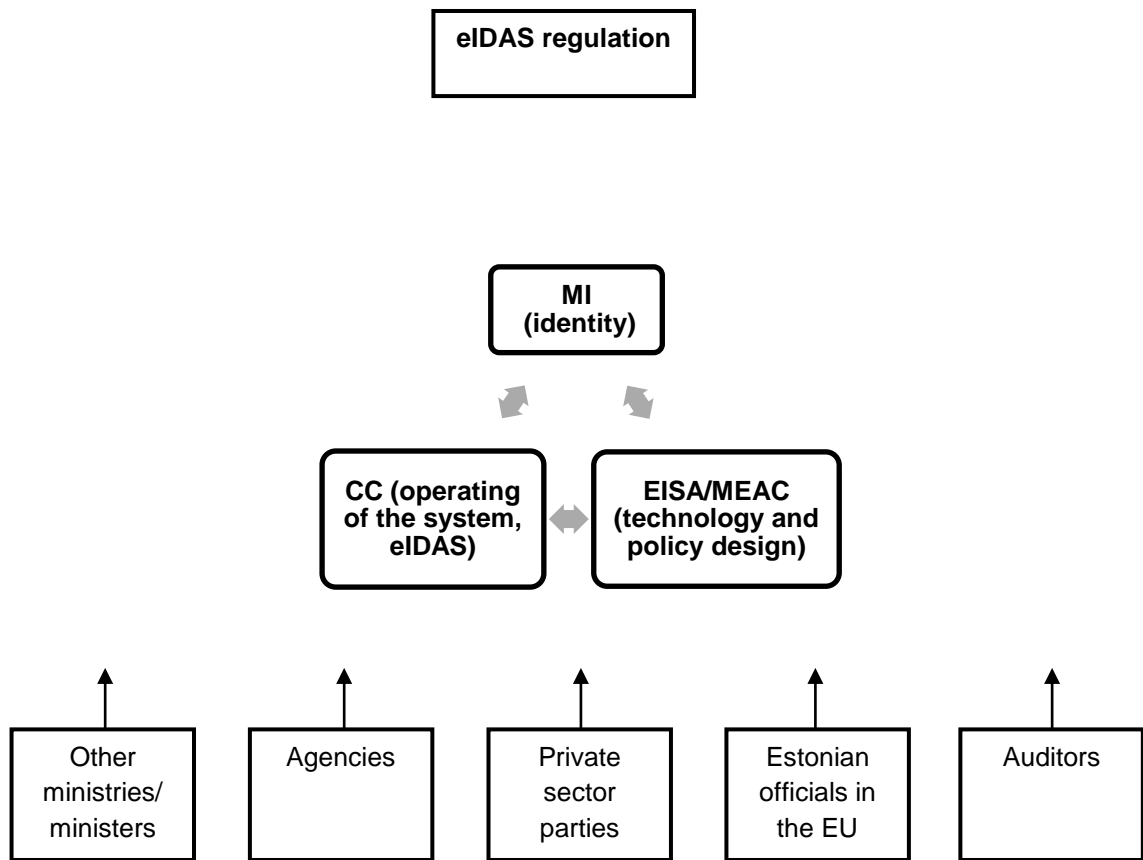 eIDAS regulation
MI
(identity)
CC (operating
of the system,
eIDAS)
EISA/MEAC
(technology and
policy design)
Other
ministries/
ministers
Agencies
Private
sector
parties
Estonian
officials in
the EU
Auditors